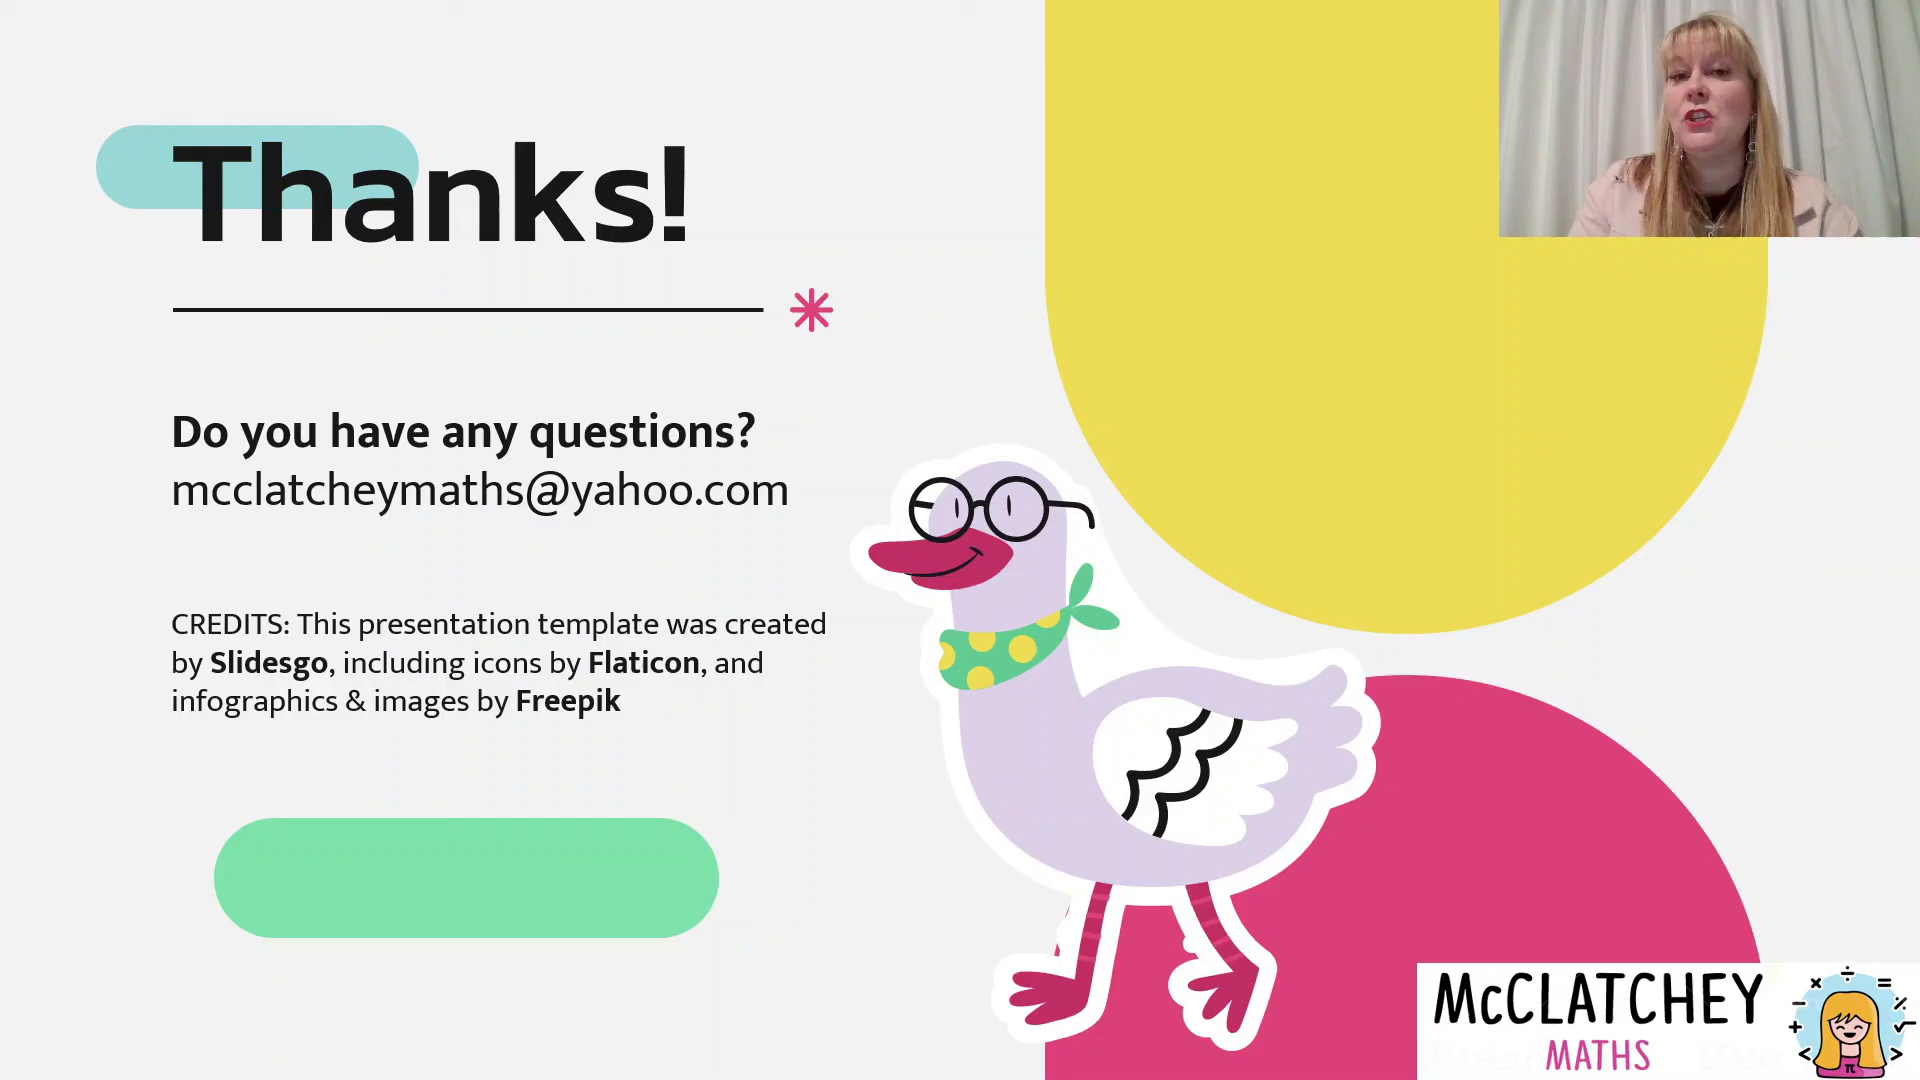 Thanks!
Do you have any questions?
mcclatcheymaths@yahoo.com
CREDITS: This presentation template was created
by Slidesgo, including icons by Flaticon, and
infographics & images by Freepik
McCLATCHEY
MATHS